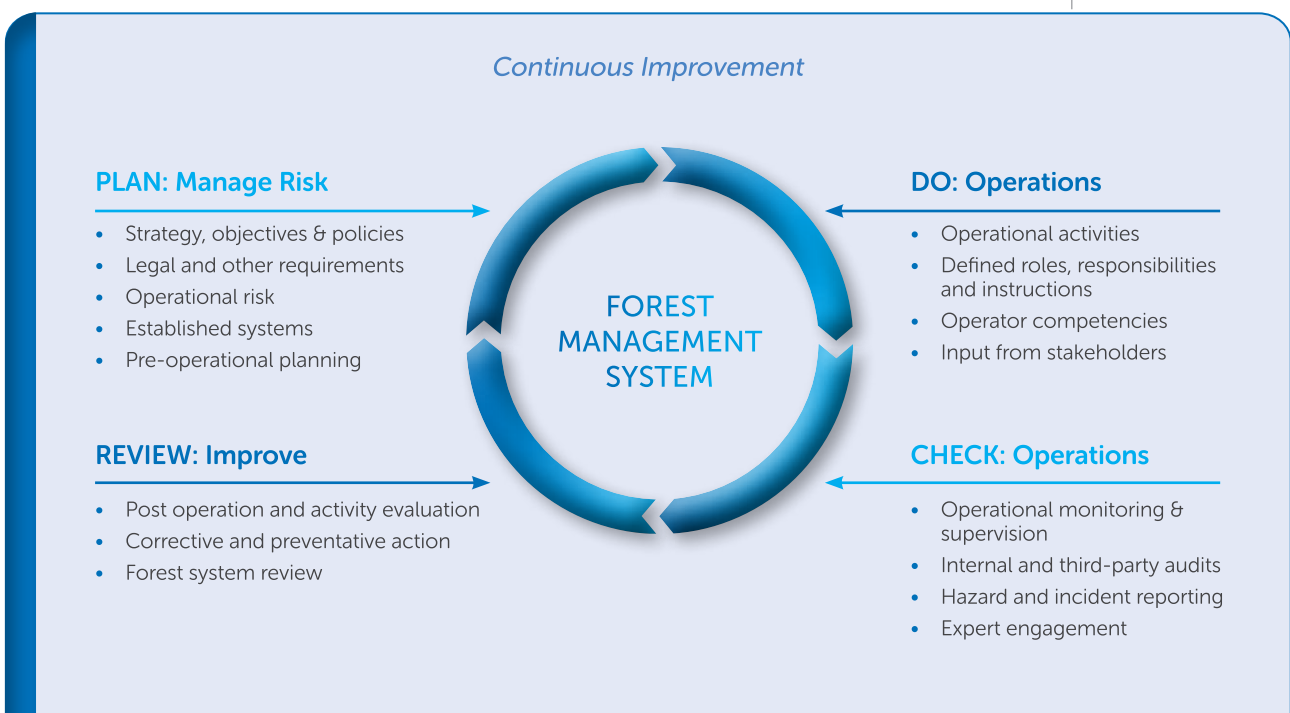 Continuous Improvement
PLAN: Manage Risk
• Strategy, objectives & policies
• Legal and other requirements
• Operational risk
• Established systems
• Pre-operational planning
DO: Operations
• Operational activities
• Defined roles, responsibilities
and instructions
• Operator competencies
• Input from stakeholders
FOREST
MANAGEMENT
SYSTEM
REVIEW: Improve
• Post operation and activity evaluation
• Corrective and preventative action
• Forest system review
CHECK: Operations
• Operational monitoring &
supervision
• Internal and third-party audits
• Hazard and incident reporting
• Expert engagement